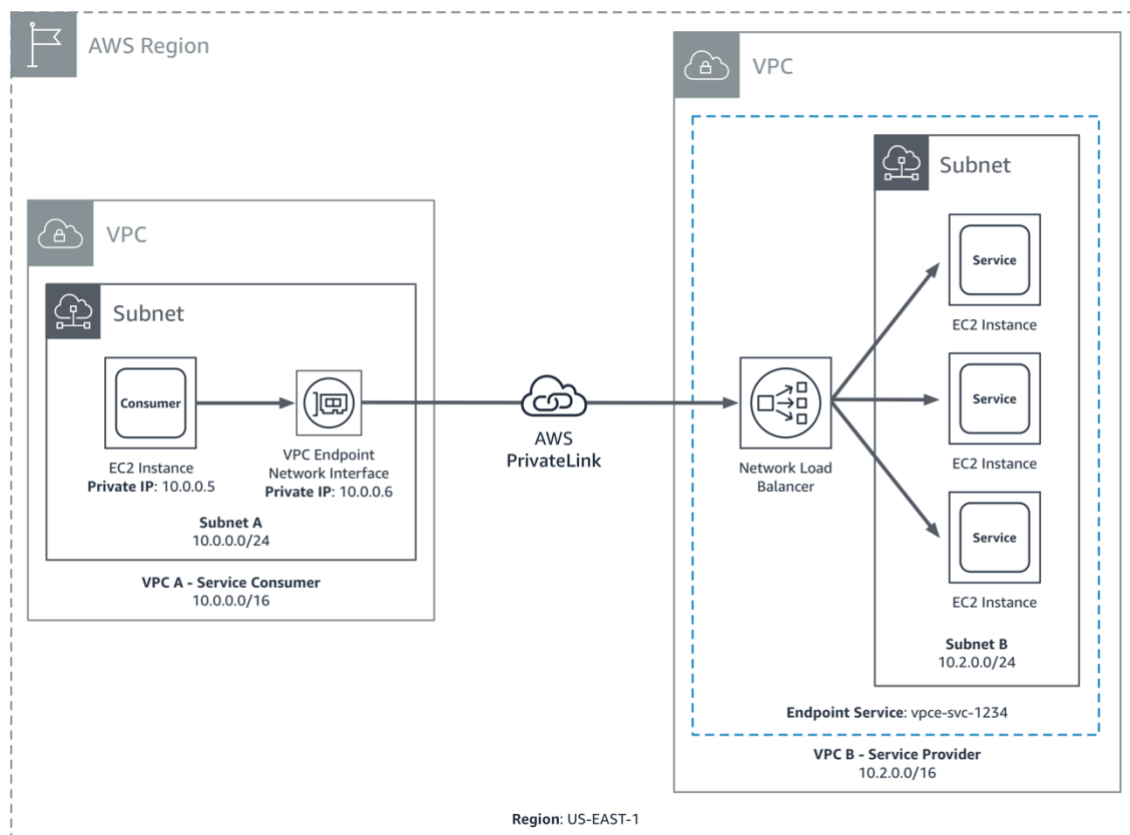 AWS Region
VPC
Subnet
Consumer
EC2 Instance
Private IP: 10.0.0.5
VPC Endpoint
Network Interface
Private IP: 10.0.0.6
Subnet A
10.0.0.0/24
VPC A - Service Consumer
10.0.0.0/16
AWS
PrivateLink
VPC
Subnet
Service
EC2 Instance
Service
EC2 Instance
Service
EC2 Instance
Network Load
Balancer
Subnet B
10.2.0.0/24
Endpoint Service: vpce-svc-1234
VPC B - Service Provider
10.2.0.0/16
Region: US-EAST-1